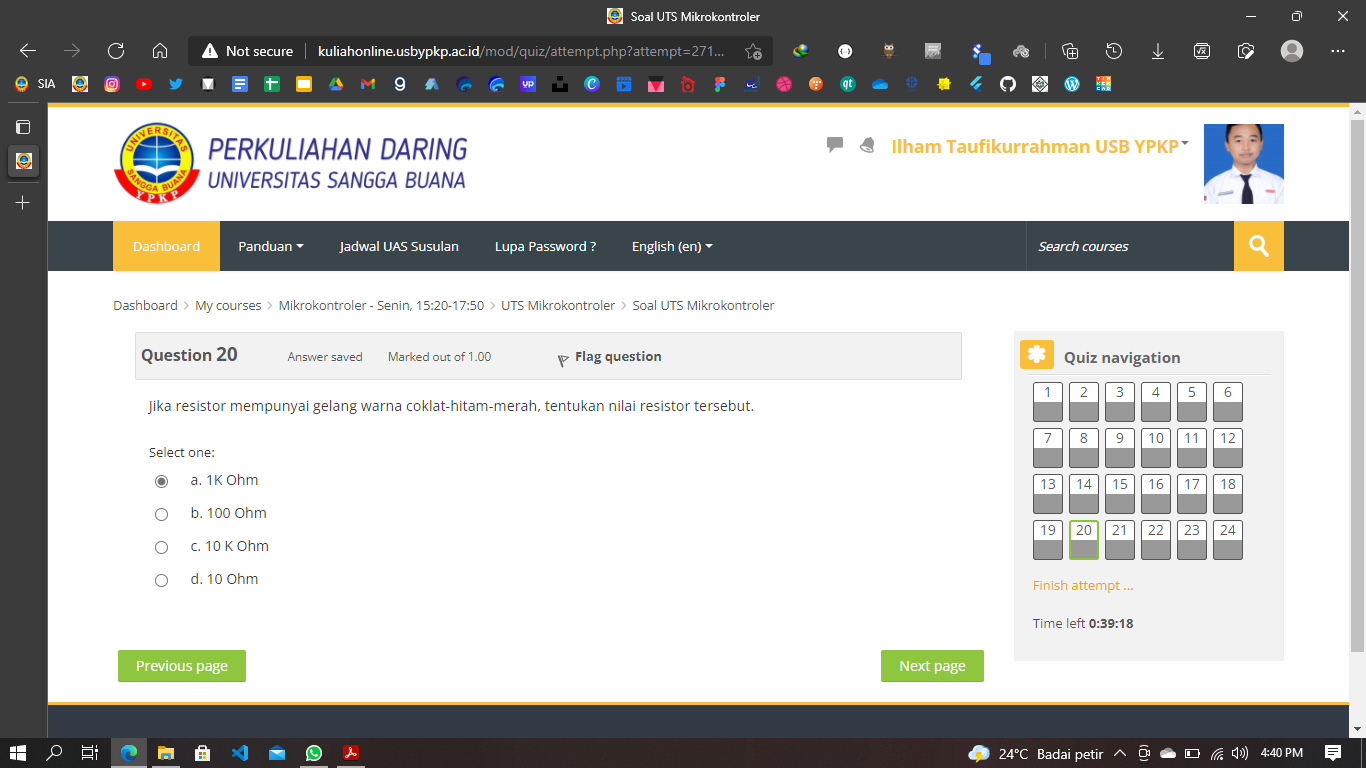 Soal UTS Mikrokontroler
Not secure
kuliahonline.usbypkp.ac.id/mod/quiz/attempt.php?attempt=271...
SIA
UNIVERSITAS
SANGGA BUANA
YPKP
PERKULIAHAN DARING
UNIVERSITAS SANGGA BUANA
Ilham Taufikurrahman USB YPKP
Dashboard
Panduan
Jadwal UAS Susulan
Lupa Password ?
English (en)
Search courses
Dashboard > My courses > Mikrokontroler - Senin, 15:20-17:50 > UTS Mikrokontroler > Soal UTS Mikrokontroler
Question 20
Answer saved
Marked out of 1.00
Flag question
Jika resistor mempunyai gelang warna coklat-hitam-merah, tentukan nilai resistor tersebut.
Select one:
a. 1K Ohm
b. 100 Ohm
c. 10 K Ohm
d. 10 Ohm
Previous page
Next page
Quiz navigation
1 2 3 4 5 6
7 8 9 10 11 12
13 14 15 16 17 18
19 20 21 22 23 24
Finish attempt ...
Time left 0:39:18
24°C Badai petir
4:40 PM